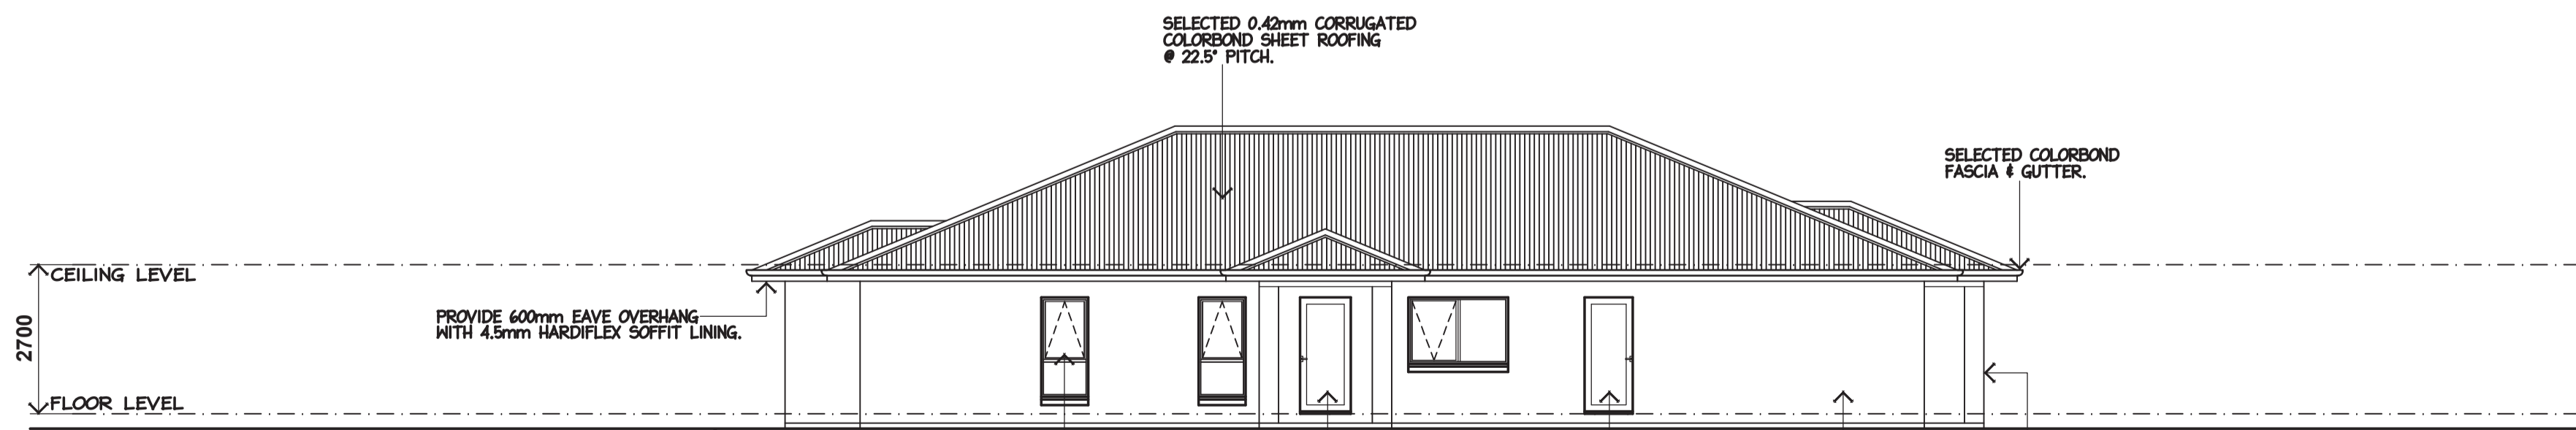 SELECTED 0.42mm CORRUGATED
COLORBOND SHEET ROOFING
@ 22.5° PITCH.
SELECTED COLORBOND
FASCIA & GUTTER.
CEILING LEVEL
PROVIDE 600mm EAVE OVERHANG
WITH 4.5mm HARDIFLEX SOFFIT LINING.
2700
FLOOR LEVEL